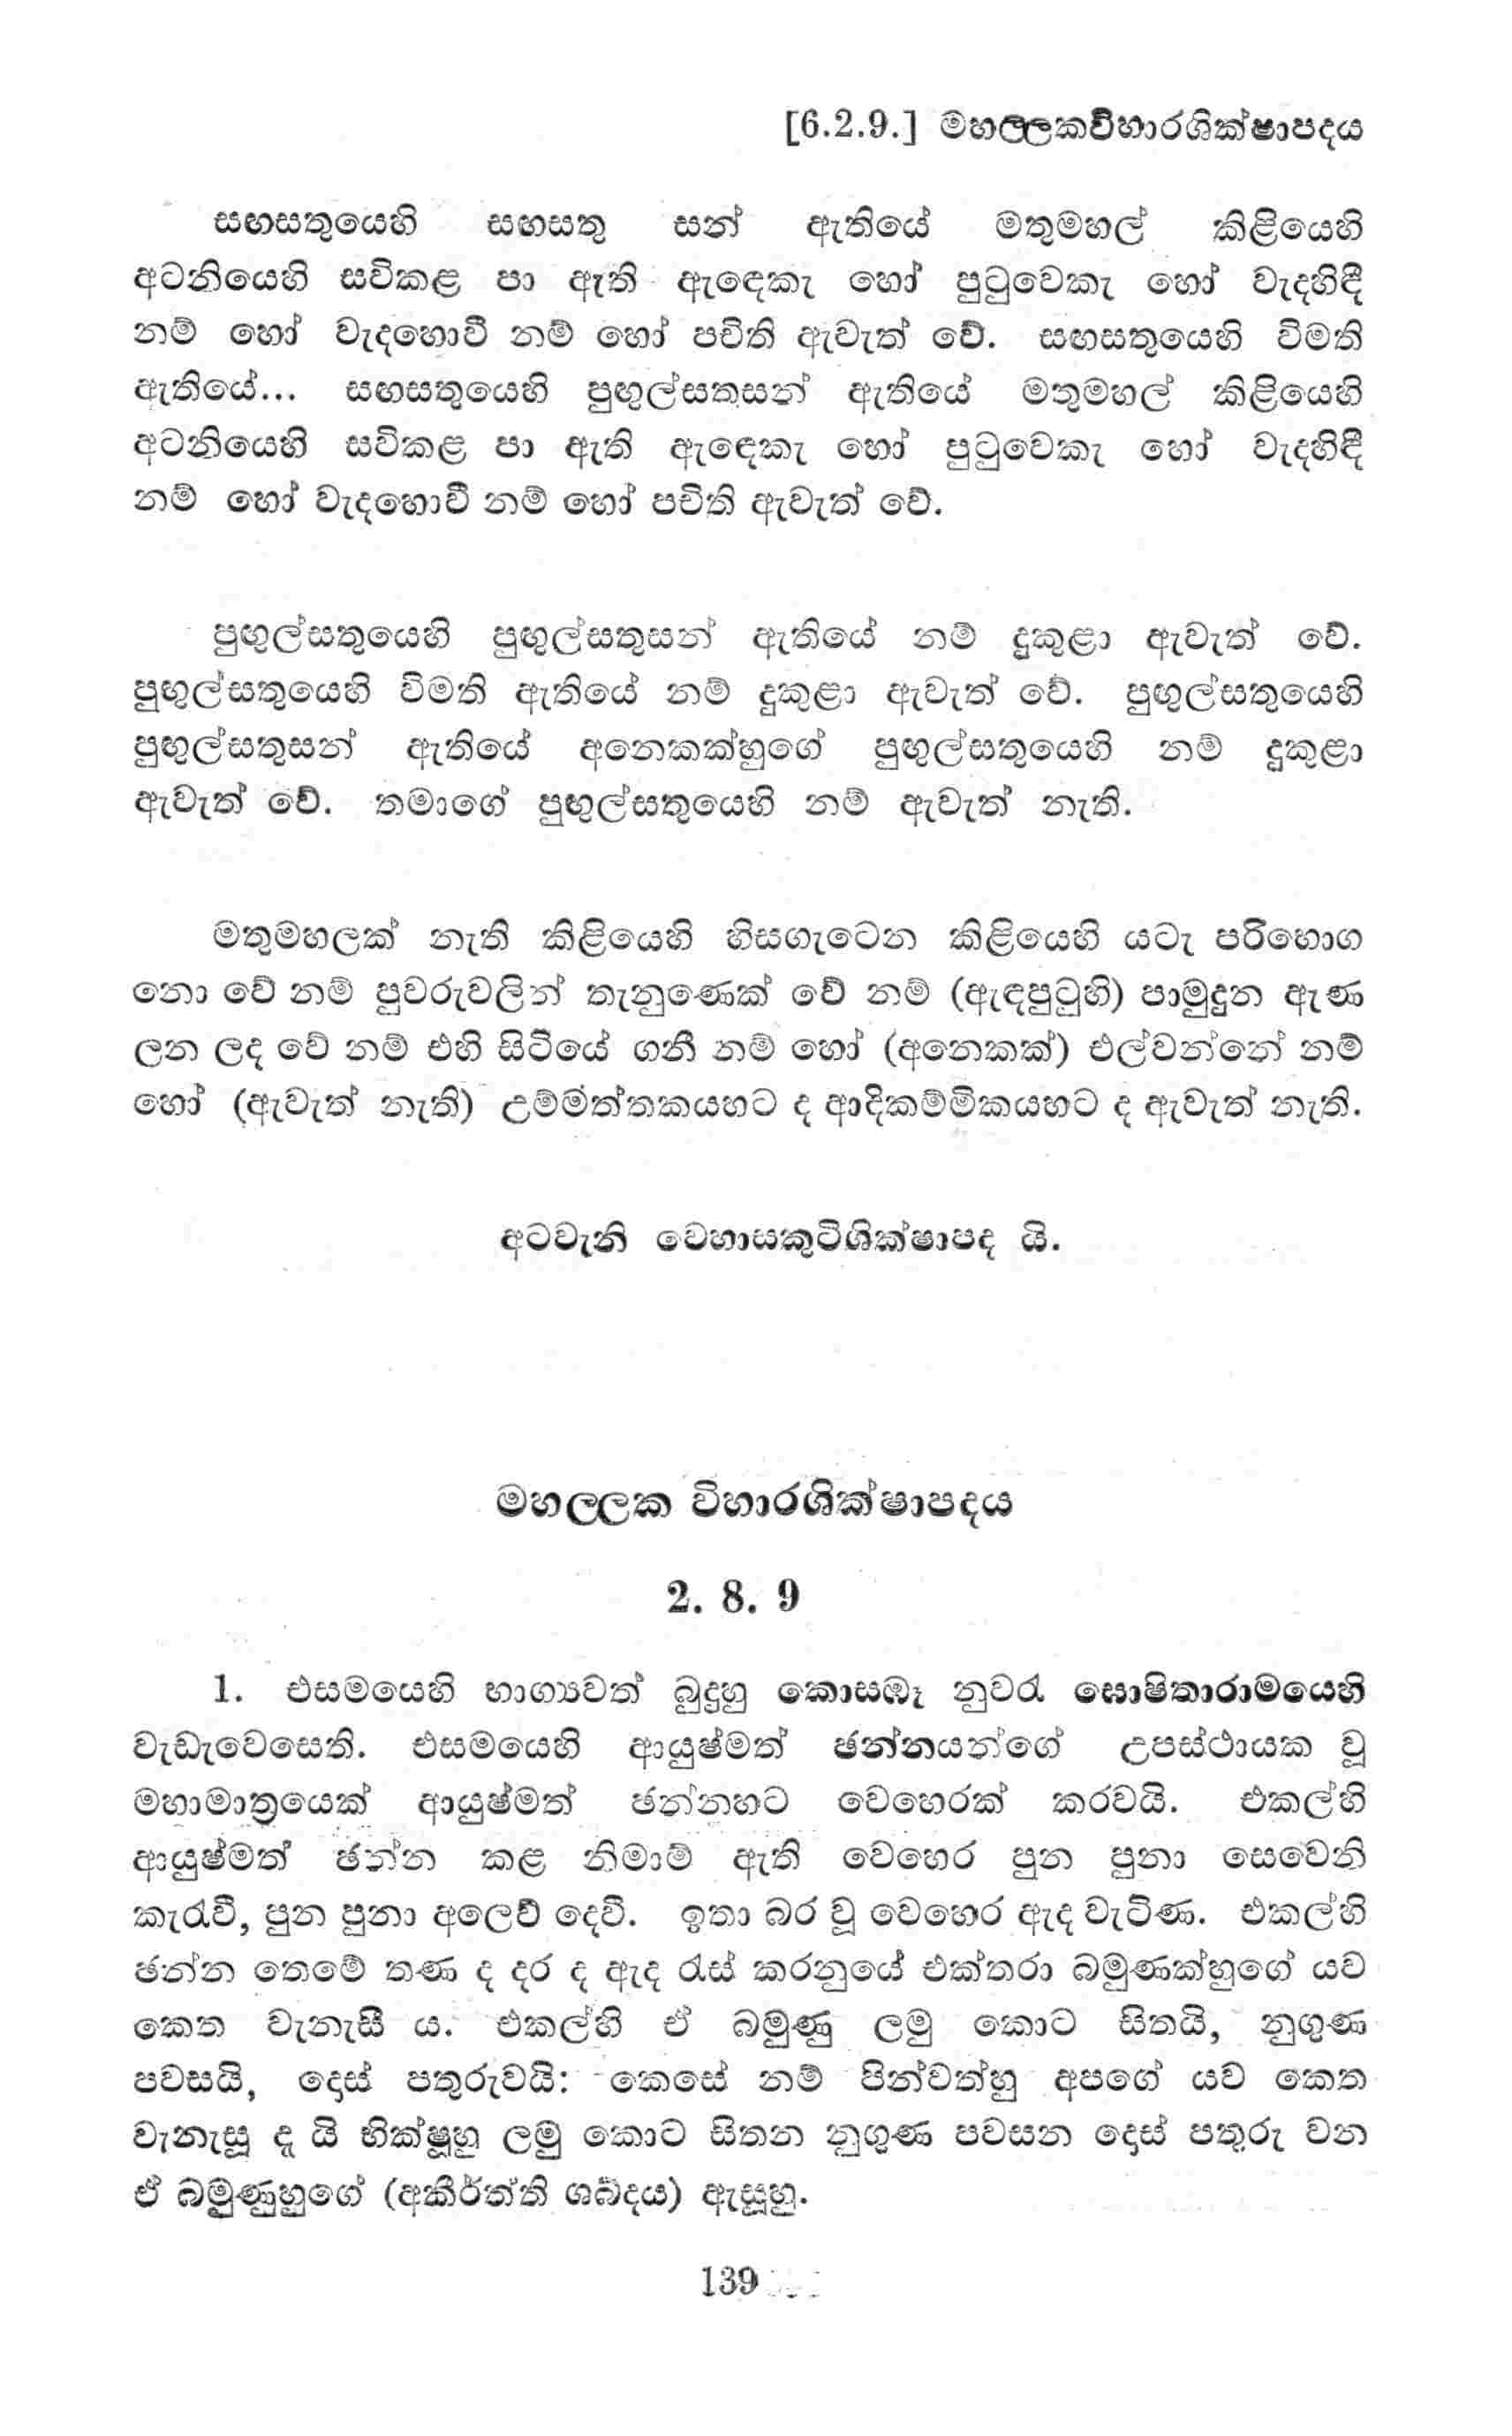 [6.2.9.] මහල්ලකවිහාරශික්ෂාපදය
සඟසතුයෙහි සඟසතු සන් ඇතියේ මතුමහල් කිළියෙහි
අටනියෙහි සවිකළ පා ඇති ඇඳෙකැ හෝ පුටුවෙකැ හෝ වැදහිඳී
නම් හෝ වැදහොවී නම් හෝ පචිති ඇවැත් වේ. සඟසතුයෙහි විමති
ඇතියේ... සඟසතුයෙහි පුඟුල්සතුසන් ඇතියේ මතුමහල් කිළියෙහි
අටනියෙහි සවිකළ පා ඇති ඇඳෙකැ හෝ පුටුවෙකැ හෝ වැදහිඳී
නම් හෝ වැදහොවී නම් හෝ පචිති ඇවැත් වේ.
පුඟුල්සතුයෙහි පුඟුල්සතුසන් ඇතියේ නම් දුකුළා ඇවැත් වේ.
පුඟුල්සතුයෙහි විමති ඇතියේ නම් දුකුළා ඇවැත් වේ. පුඟුල්සතුයෙහි
පුඟුල්සතුසන් ඇතියේ අනෙකක්හුගේ පුඟුල්සතුයෙහි නම් දුකුළා
ඇවැත් වේ. තමාගේ පුඟුල්සතුයෙහි නම් ඇවැත් නැති.
මතුමහලක් නැති කිළියෙහි හිසගැටෙන කිළියෙහි යටැ පරිභොග
නො වේ නම් පුවරුවලින් තැනුණෙක් වේ නම් (ඇඳපුටුහි) පාමුදුන ඇණ
ලන ලද වේ නම් එහි සිටියේ ගනී නම් හෝ (අනෙකක්) එල්වන්නේ නම්
හෝ (ඇවැත් නැති) උම්මත්තකයහට ද ආදිකම්මිකයහට ද ඇවැත් නැති.
අටවැනි වෙහාසකුටිශික්ෂාපද යි.
මහල්ලක විහාරශික්ෂාපදය
2. 8. 9
1. එසමයෙහි භාග්‍යවත් බුදුහු කොසඹෑ නුවර ඝොෂිතාරාමයෙහි
වැඩැවෙසෙති. එසමයෙහි ආයුෂ්මත් ඡන්නයන්ගේ උපස්ථායක වූ
මහාමාත්‍රයෙක් ආයුෂ්මත් ඡන්නහට වෙහෙරක් කරවයි. එකල්හි
ආයුෂ්මත් ඡන්න කළ නිමාම් ඇති වෙහෙර පුන පුනා සෙවෙනි
කැරැවී, පුන පුනා අලෙව් දෙවී. ඉතා බර වූ වෙහෙර ඇද වැටිණ. එකල්හි
ඡන්න තෙමේ තණ ද දර ද ඇද රැස් කරනුයේ එක්තරා බමුණක්හුගේ යව
කෙත වැනැසී ය. එකල්හි ඒ බමුණු ලමු කොට සිතයි, නුගුණ
පවසයි, දොස් පතුරුවයි: කෙසේ නම් පින්වත්හු අපගේ යව කෙත
වැනැසූ දැ යි භික්ෂූහු ලමු කොට සිතන නුගුණ පවසන දොස් පතුරු වන
ඒ බමුණුහුගේ (අකීර්ත්ති ශබ්දය) ඇසූහු.
139